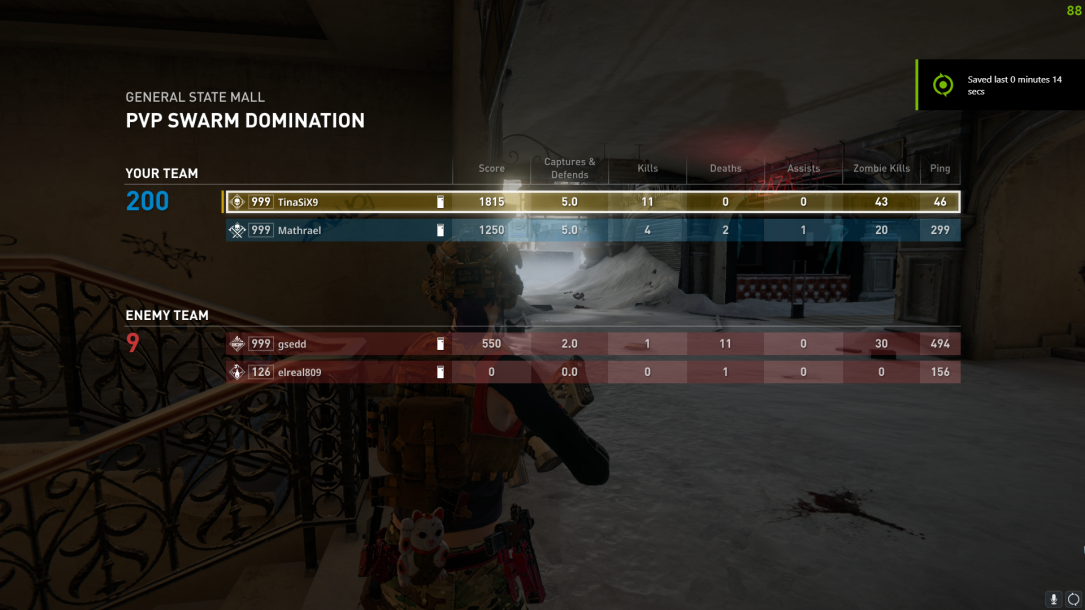 88
Saved last 0 minutes 14
secs
GENERAL STATE MALL
PVP SWARM DOMINATION
YOUR TEAM Score Captures & Defends Kills Deaths Assists Zombie Kills Ping
200
999 TinaSiX9 1815 5.0 11 0 0 43 46
999 Mathrael 1250 5.0 4 2 1 20 299
ENEMY TEAM
9
999 gsedd 550 2.0 1 11 0 30 494
126 elreal809 0 0.0 0 1 0 0 156